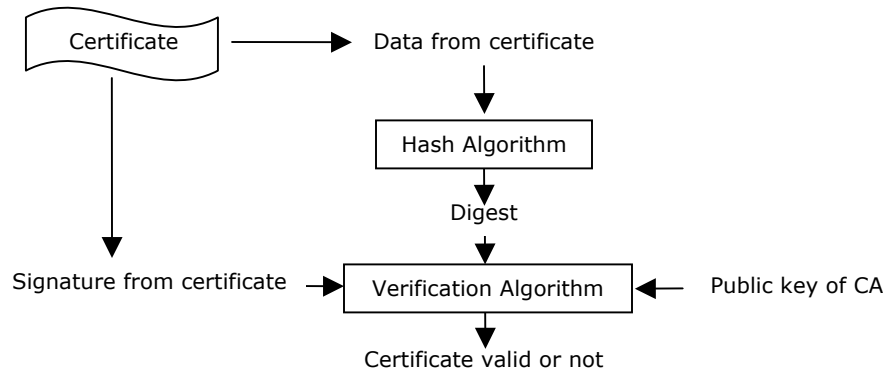 Certificate
Data from certificate
Hash Algorithm
Digest
Signature from certificate
Verification Algorithm
Public key of CA
Certificate valid or not